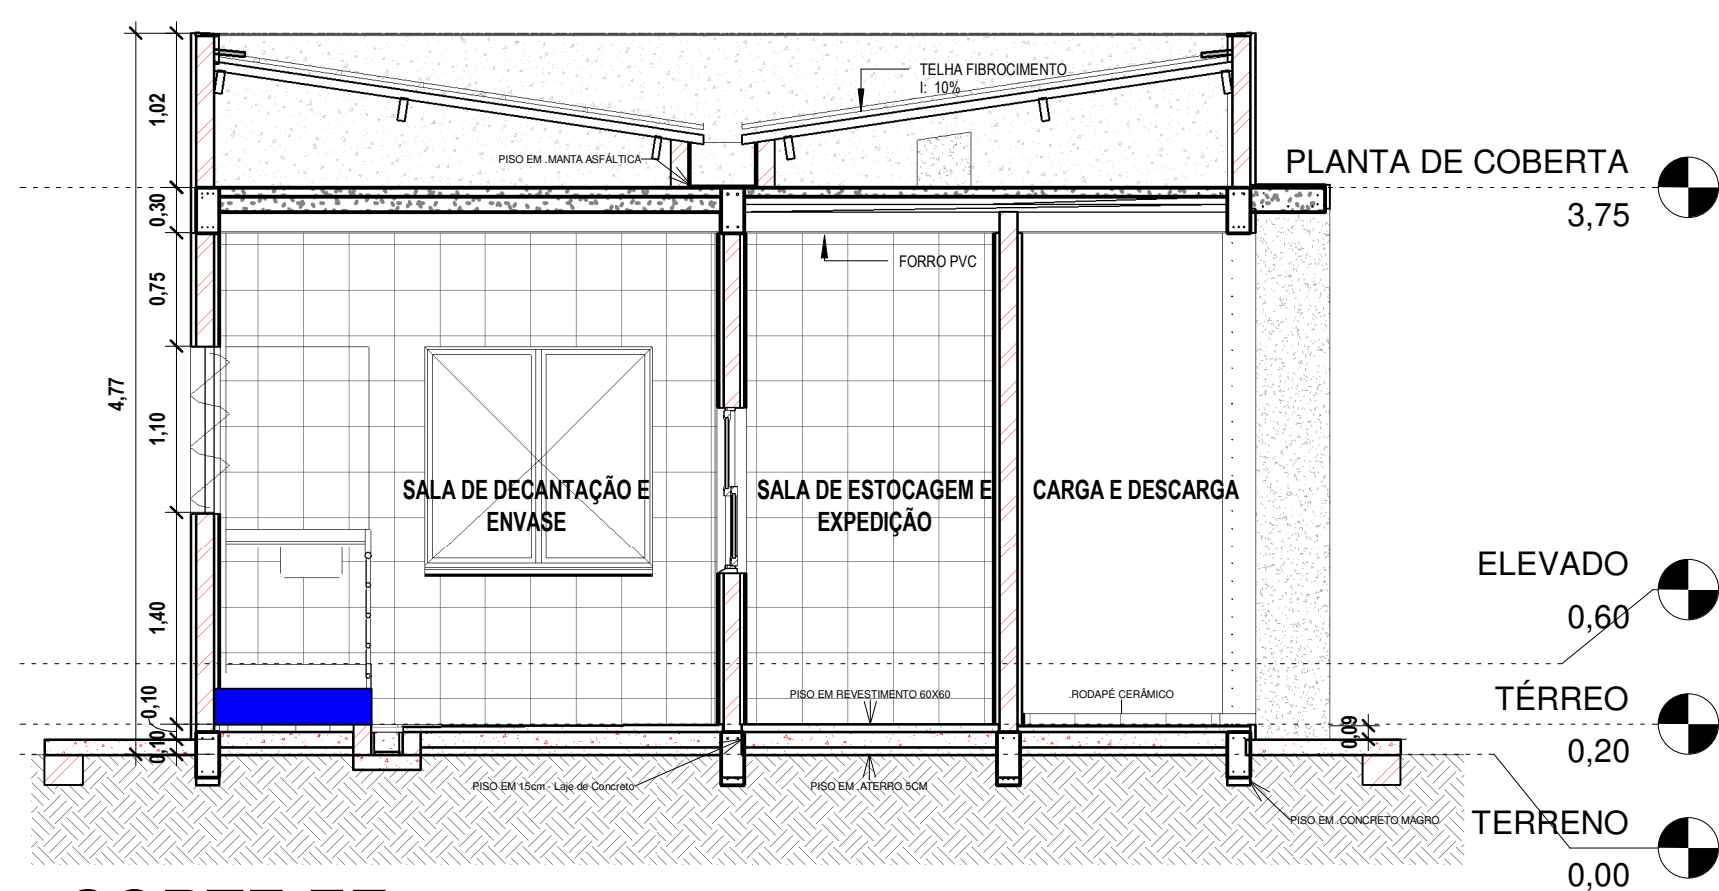 TELHA FIBROCIMENTO
I: 10%
PISO EM .MANTA ASFÁLTICA
PLANTA DE COBERTA
3,75
FORRO PVC
1,02
0,30
0,75
4,77
1,10
1,40
0,10
0,10
SALA DE DECANTAÇÃO E
ENVASE
SALA DE ESTOCAGEM E
EXPEDIÇÃO
CARGA E DESCARGA
ELEVADO
0,60
PISO EM REVESTIMENTO 60X60
.RODAPÉ CERÂMICO
TÉRREO
0,20
0,09
PISO EM 15cm - Laje de Concreto
PISO EM .ATERRO 5CM
PISO EM .CONCRETO MAGRO
TERRENO
0,00